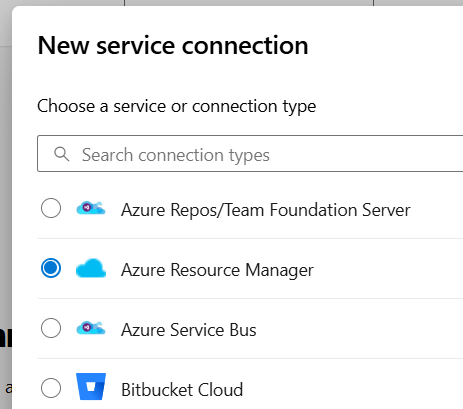 New service connection
Choose a service or connection type
Search connection types
Azure Repos/Team Foundation Server
Azure Resource Manager
Azure Service Bus
Bitbucket Cloud